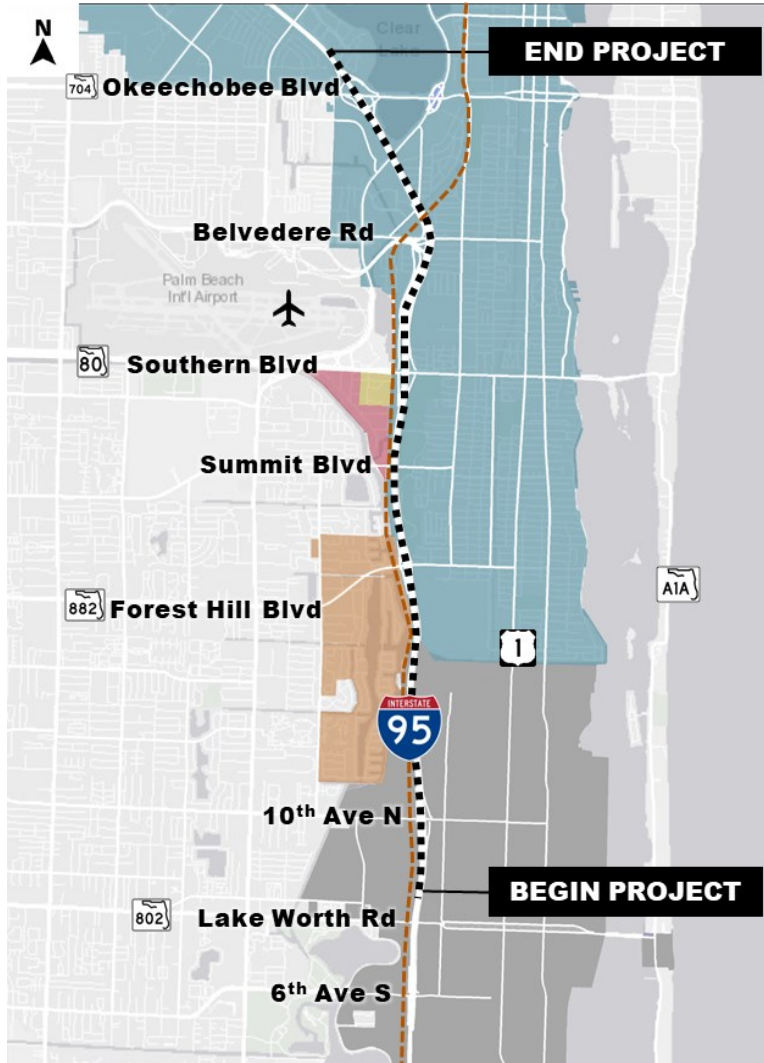 N
Clear
Lake
END PROJECT
704 Okeechobee Blvd
Belvedere Rd
Palm Beach
Int'l Airport
80 Southern Blvd
Summit Blvd
A1A
882 Forest Hill Blvd
1
INTERSTATE
95
10th Ave N
BEGIN PROJECT
802 Lake Worth Rd
6th Ave S